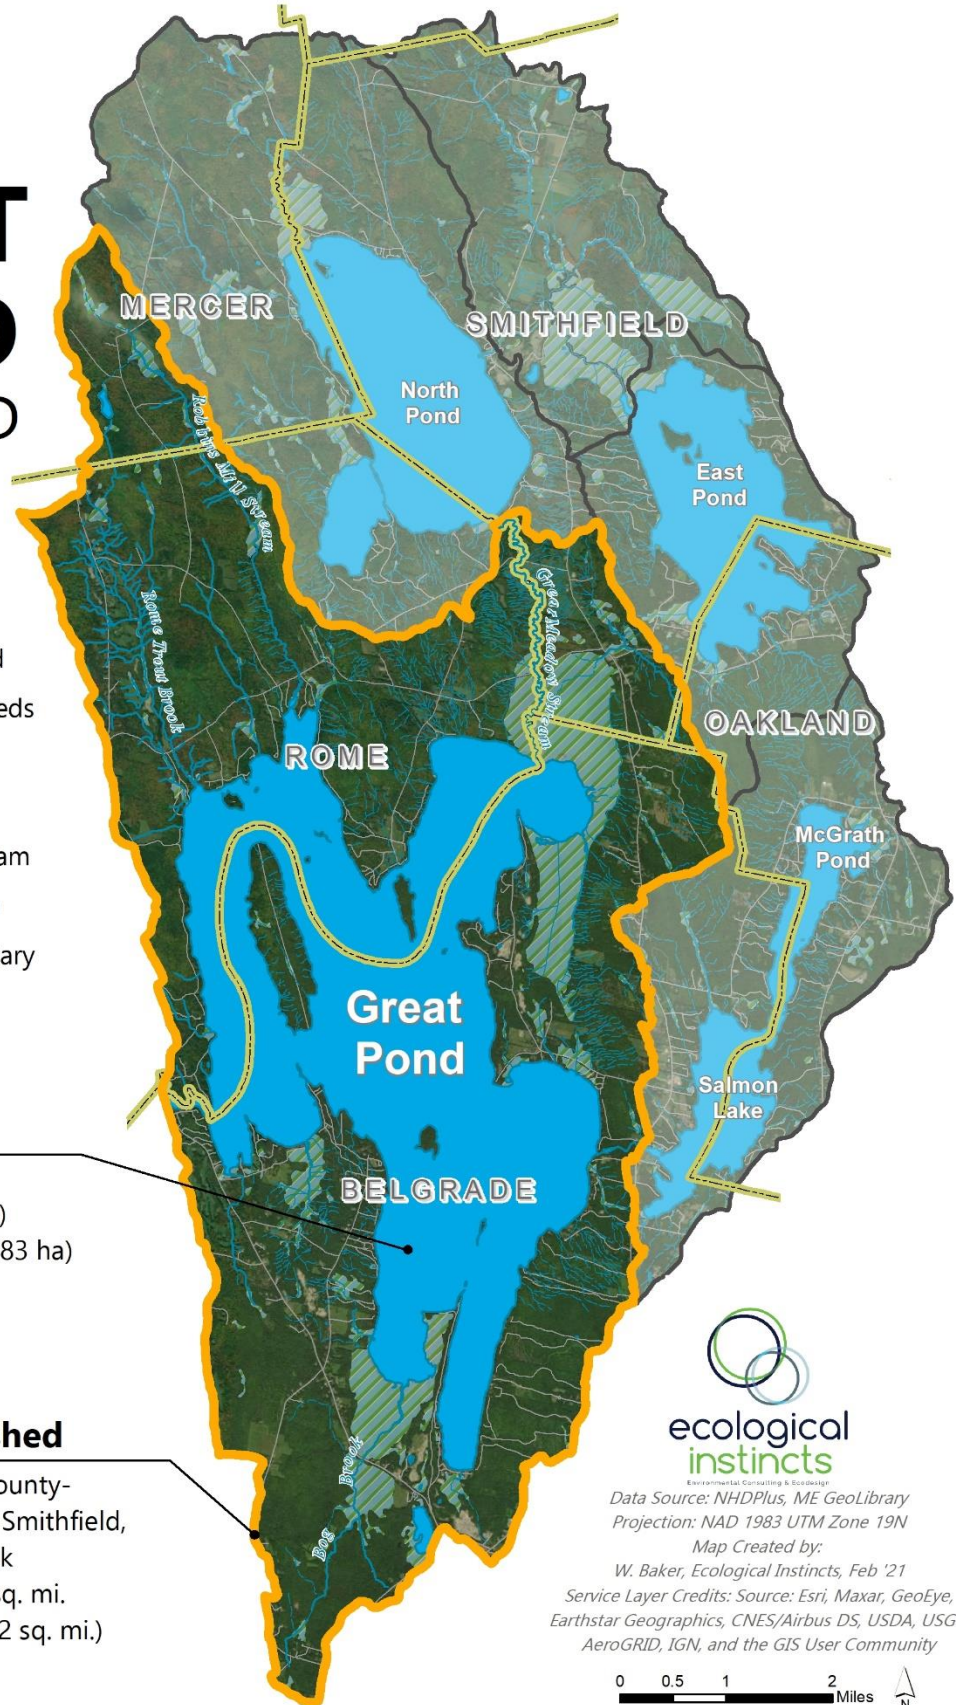 T
D
D
MERCER
SMITHFIELD
North
Pond
East
Pond
Robbins Mill Stream
Great Meadow Stream
Rome Trout Brook
eds
ROME
OAKLAND
McGrath
Pond
am
ary
Great
Pond
Salmon
Lake
BELGRADE
)
83 ha)
shed
ounty-
Smithfield,
k
sq. mi.
2 sq. mi.)
Bog Brook
ecological
instincts
Environmental Consulting & Ecodesign
Data Source: NHDPlus, ME GeoLibrary
Projection: NAD 1983 UTM Zone 19N
Map Created by:
W. Baker, Ecological Instincts, Feb '21
Service Layer Credits: Source: Esri, Maxar, GeoEye,
Earthstar Geographics, CNES/Airbus DS, USDA, USG
AeroGRID, IGN, and the GIS User Community
0 0.5 1 2
Miles
N